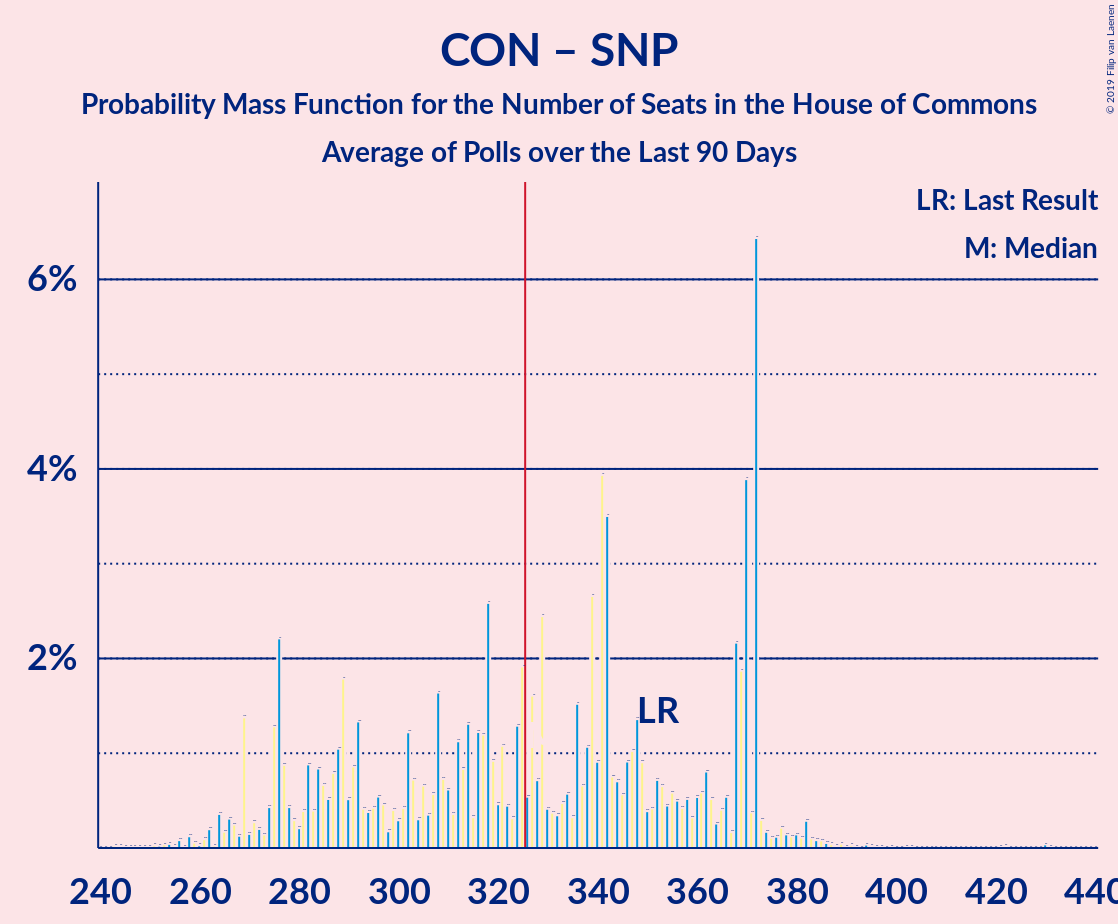 CON – SNP
Probability Mass Function for the Number of Seats in the House of Commons
Average of Polls over the Last 90 Days
© 2019 Filip van Laenen
LR: Last Result
M: Median
6%
4%
2%
LR
240 260 280 300 320 340 360 380 400 420 440